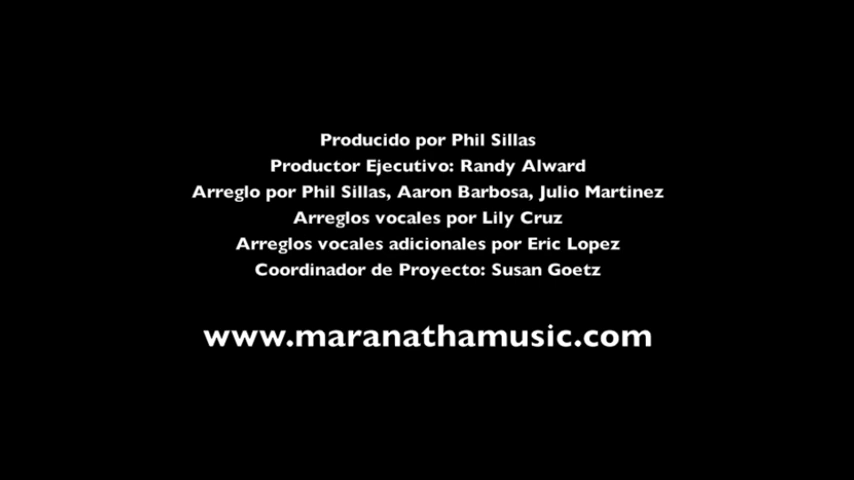 Producido por Phil Sillas
Productor Ejecutivo: Randy Alward
Arreglo por Phil Sillas, Aaron Barbosa, Julio Martinez
Arreglos vocales por Lily Cruz
Arreglos vocales adicionales por Eric Lopez
Coordinador de Proyecto: Susan Goetz
www.maranathamusic.com